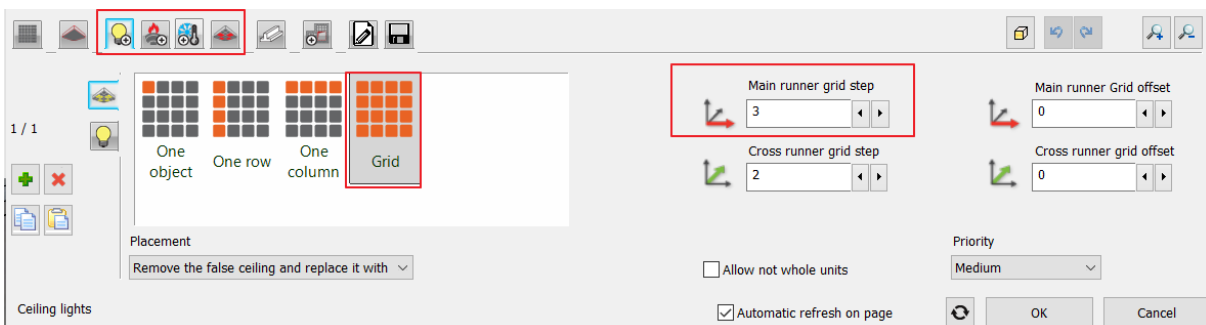 Main runner grid step
Main runner Grid offset
3
0
1 / 1
One object
One row
One column
Grid
Cross runner grid step
Cross runner grid offset
2
0
Placement
Priority
Remove the false ceiling and replace it with
Allow not whole units
Medium
Ceiling lights
Automatic refresh on page
OK
Cancel